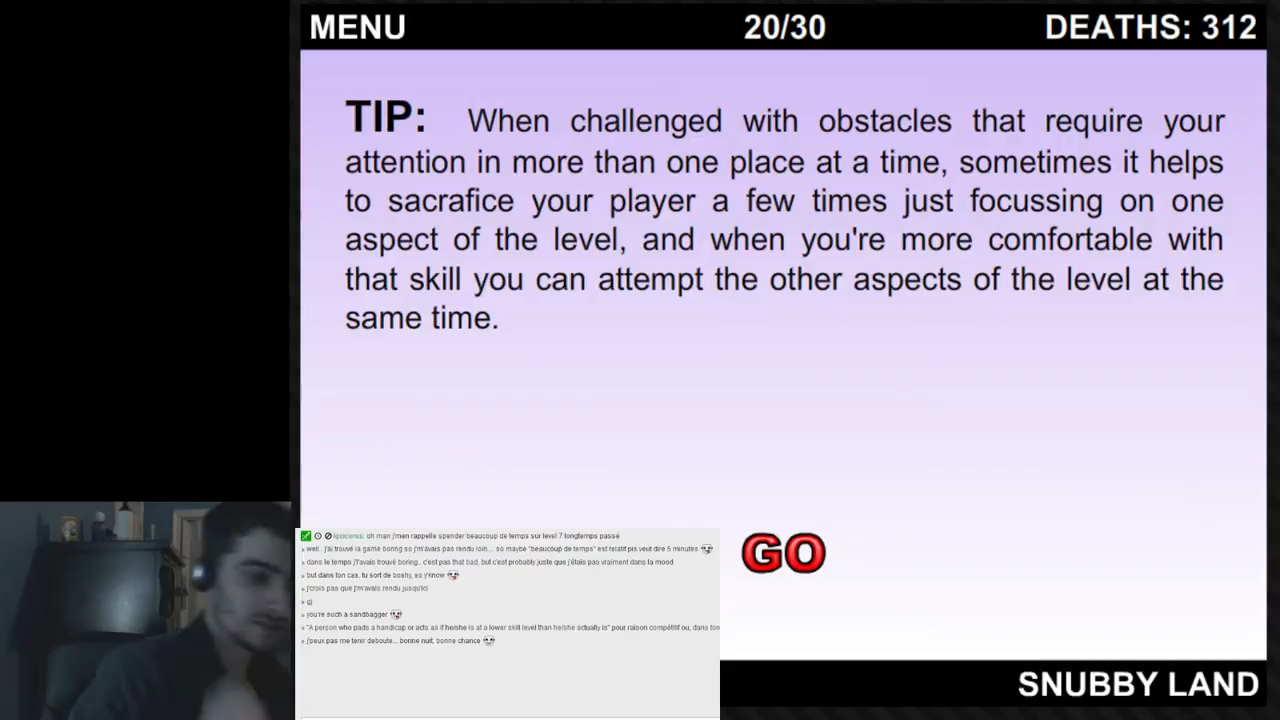 MENU 20/30 DEATHS: 312
TIP: When challenged with obstacles that require your
attention in more than one place at a time, sometimes it helps
to sacrafice your player a few times just focussing on one
aspect of the level, and when you're more comfortable with
that skill you can attempt the other aspects of the level at the
same time.
oh man j'men rappelle spender beaucoup de temps sur level 7 longtemps passé
» well.. j'ai trouvé la game boring so j'm'avais pas rendu loin... so maybe "beaucoup de temps" est relatif pis veut dire 5 minutes
» dans le temps j'l'avais trouvé boring.. c'est pas that bad, but c'est probably juste que j'étais pas vraiment dans la mood
» but dans ton cas, tu sort de boshy, so y'know
» j'crois pas que j'm'avais rendu jusqu'ici
» gj
» you're such a sandbagger
» "A person who pads a handicap or acts as if he/she is at a lower skill level than he/she actually is" pour raison compétitif ou, dans ton
» j'peux pas me tenir deboute... bonne nuit, bonne chance
GO
SNUBBY LAND